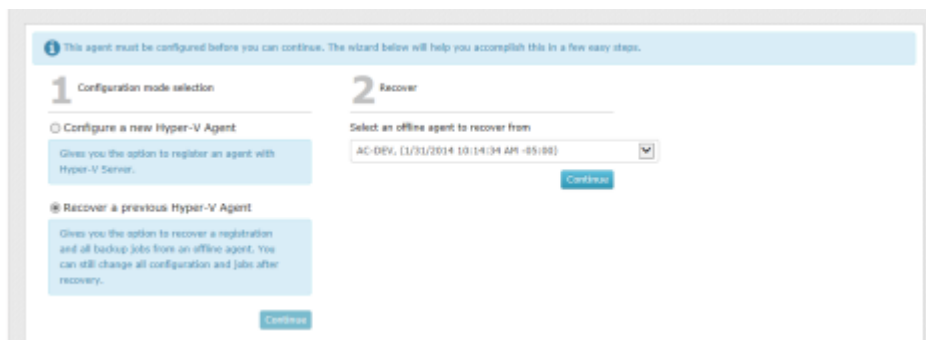 This agent must be configured before you can continue. The wizard below will help you accomplish this in a few easy steps.
1 Configuration mode selection
Configure a new Hyper-V Agent
Gives you the option to register an agent with
Hyper-V Server.
Recover a previous Hyper-V Agent
Gives you the option to recover a registration
and all backup jobs from an offline agent. You
can still change all configuration and jobs after
recovery.
Continue
2 Recover
Select an offline agent to recover from
AC-DEV, (1/31/2014 10:14:34 AM -05:00)
Continue